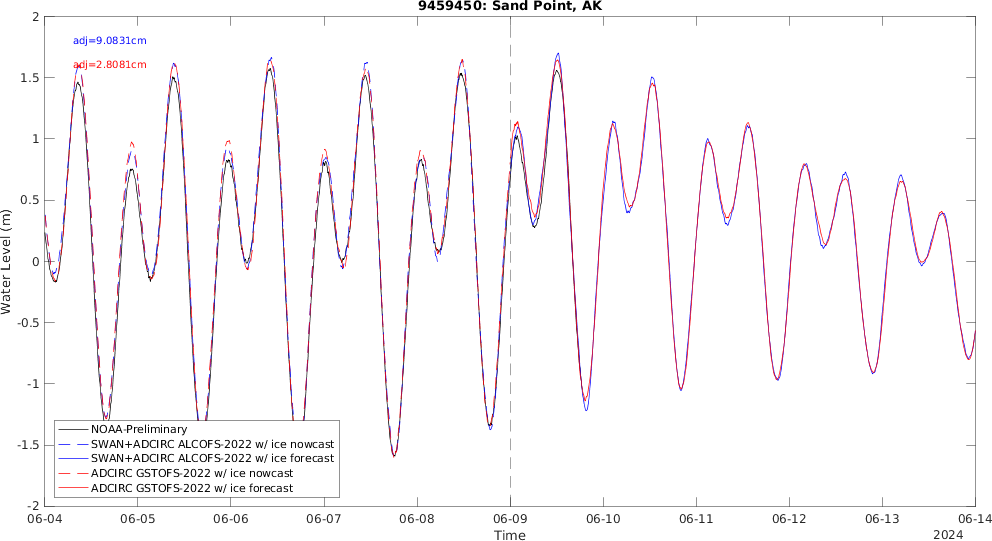 9459450: Sand Point, AK
adj=9.0831cm
adj=2.8081cm
Water Level (m)
2
1.5
1
0.5
0
-0.5
-1
-1.5
-2
NOAA-Preliminary
SWAN+ADCIRC ALCOFS-2022 w/ ice nowcast
SWAN+ADCIRC ALCOFS-2022 w/ ice forecast
ADCIRC GSTOFS-2022 w/ ice nowcast
ADCIRC GSTOFS-2022 w/ ice forecast
06-04 06-05 06-06 06-07 06-08 06-09 06-10 06-11 06-12 06-13 06-14
Time
2024